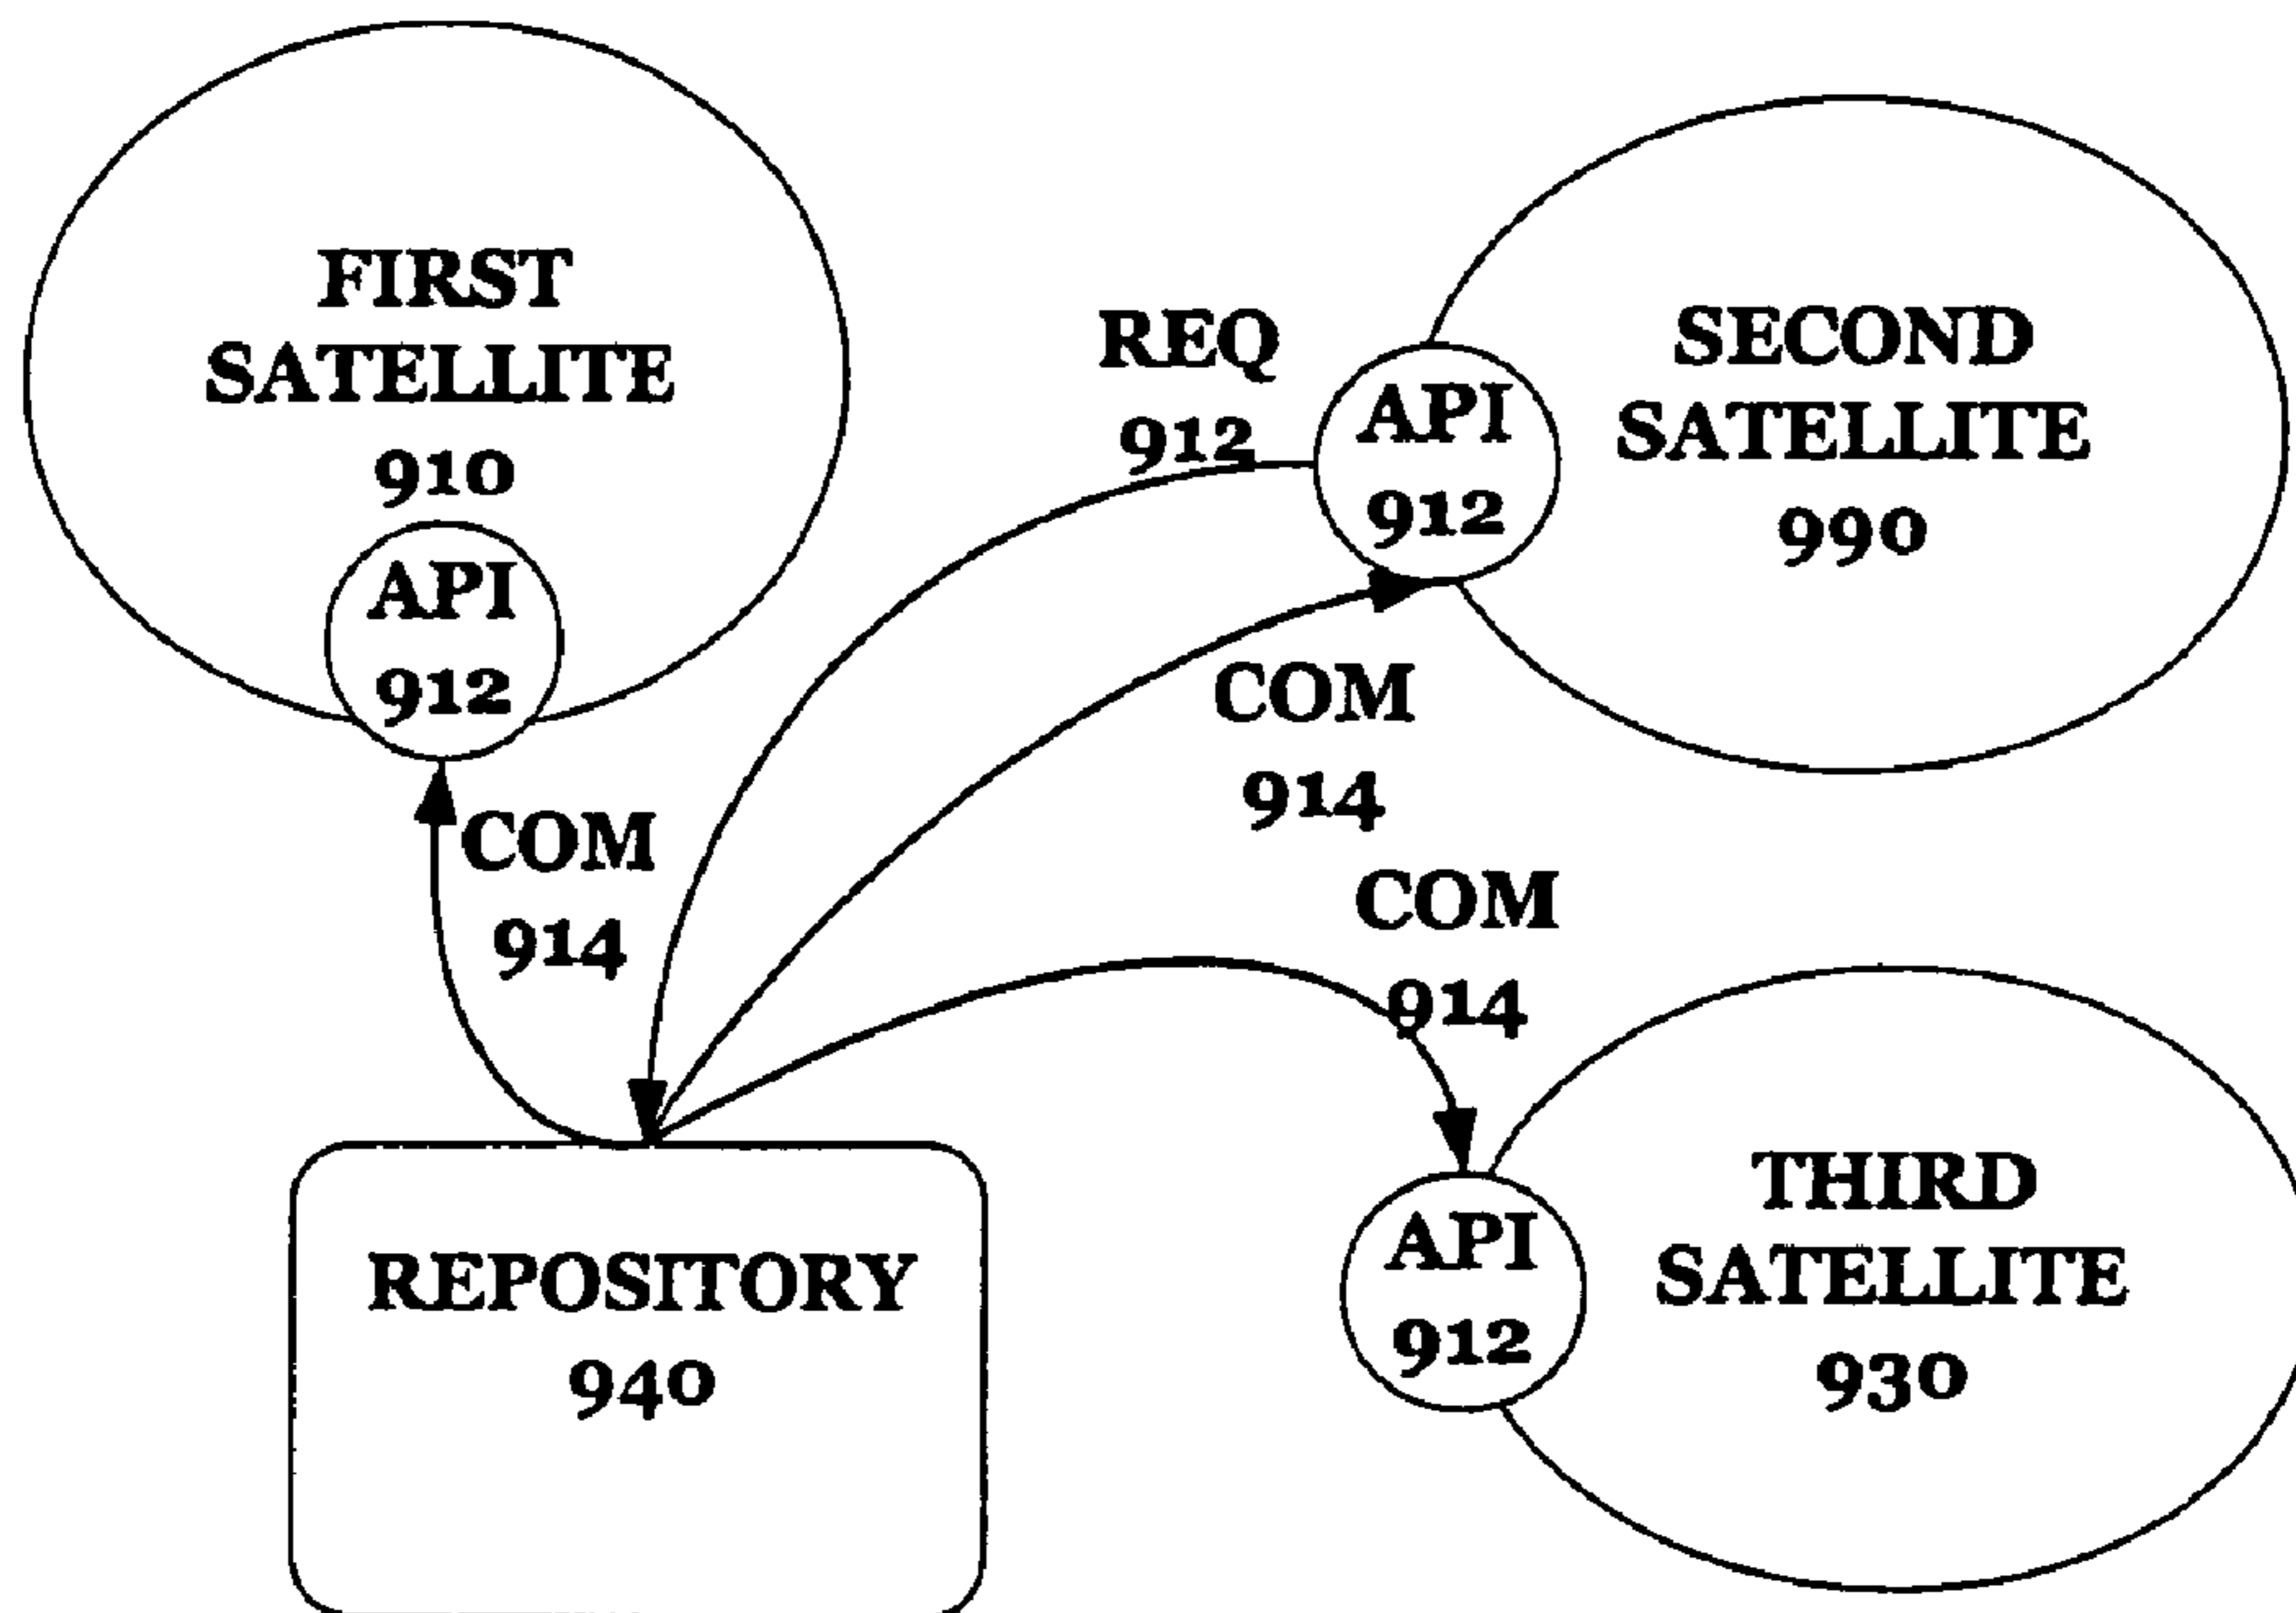 FIRST
SATELLITE
910
API
912
COM
914
REQ
912
API
912
SECOND
SATELLITE
990
COM
914
COM
914
API
912
THIRD
SATELLITE
930
REPOSITORY
940